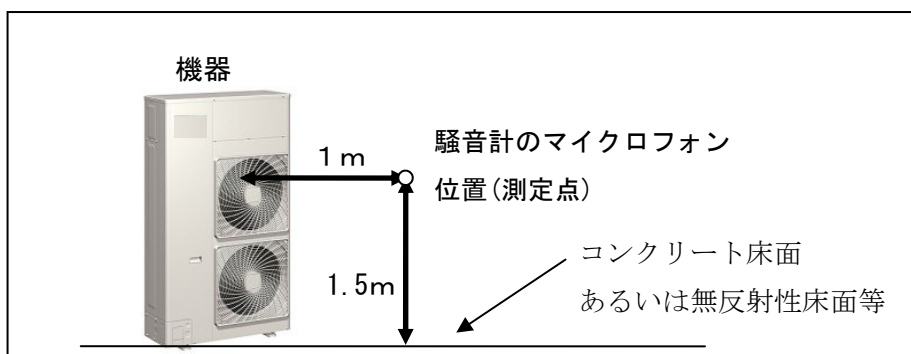 機器
1m
騒音計のマイクロフォン
位置(測定点)
1.5m
コンクリート床面
あるいは無反射性床面等